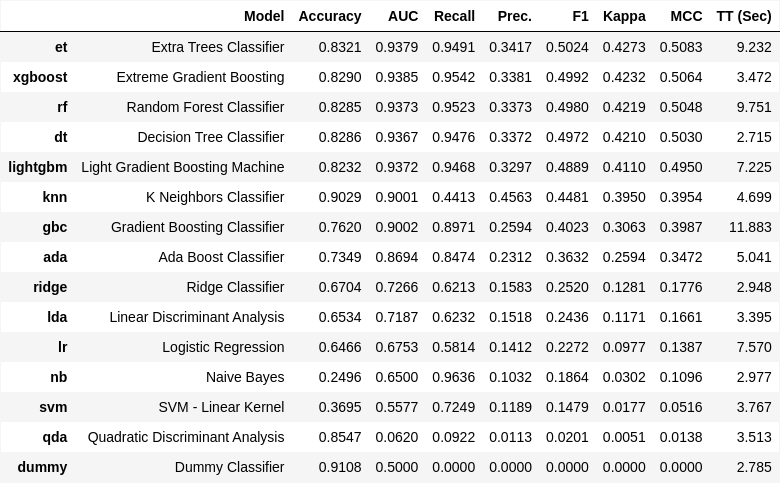 Model Accuracy AUC Recall Prec. F1 Kappa MCC TT (Sec)
et Extra Trees Classifier 0.8321 0.9379 0.9491 0.3417 0.5024 0.4273 0.5083 9.232
xgboost Extreme Gradient Boosting 0.8290 0.9385 0.9542 0.3381 0.4992 0.4232 0.5064 3.472
rf Random Forest Classifier 0.8285 0.9373 0.9523 0.3373 0.4980 0.4219 0.5048 9.751
dt Decision Tree Classifier 0.8286 0.9367 0.9476 0.3372 0.4972 0.4210 0.5030 2.715
lightgbm Light Gradient Boosting Machine 0.8232 0.9372 0.9468 0.3297 0.4889 0.4110 0.4950 7.225
knn K Neighbors Classifier 0.9029 0.9001 0.4413 0.4563 0.4481 0.3950 0.3954 4.699
gbc Gradient Boosting Classifier 0.7620 0.9002 0.8971 0.2594 0.4023 0.3063 0.3987 11.883
ada Ada Boost Classifier 0.7349 0.8694 0.8474 0.2312 0.3632 0.2594 0.3472 5.041
ridge Ridge Classifier 0.6704 0.7266 0.6213 0.1583 0.2520 0.1281 0.1776 2.948
lda Linear Discriminant Analysis 0.6534 0.7187 0.6232 0.1518 0.2436 0.1171 0.1661 3.395
lr Logistic Regression 0.6466 0.6753 0.5814 0.1412 0.2272 0.0977 0.1387 7.570
nb Naive Bayes 0.2496 0.6500 0.9636 0.1032 0.1864 0.0302 0.1096 2.977
svm SVM - Linear Kernel 0.3695 0.5577 0.7249 0.1189 0.1479 0.0177 0.0516 3.767
qda Quadratic Discriminant Analysis 0.8547 0.0620 0.0922 0.0113 0.0201 0.0051 0.0138 3.513
dummy Dummy Classifier 0.9108 0.5000 0.0000 0.0000 0.0000 0.0000 0.0000 2.785